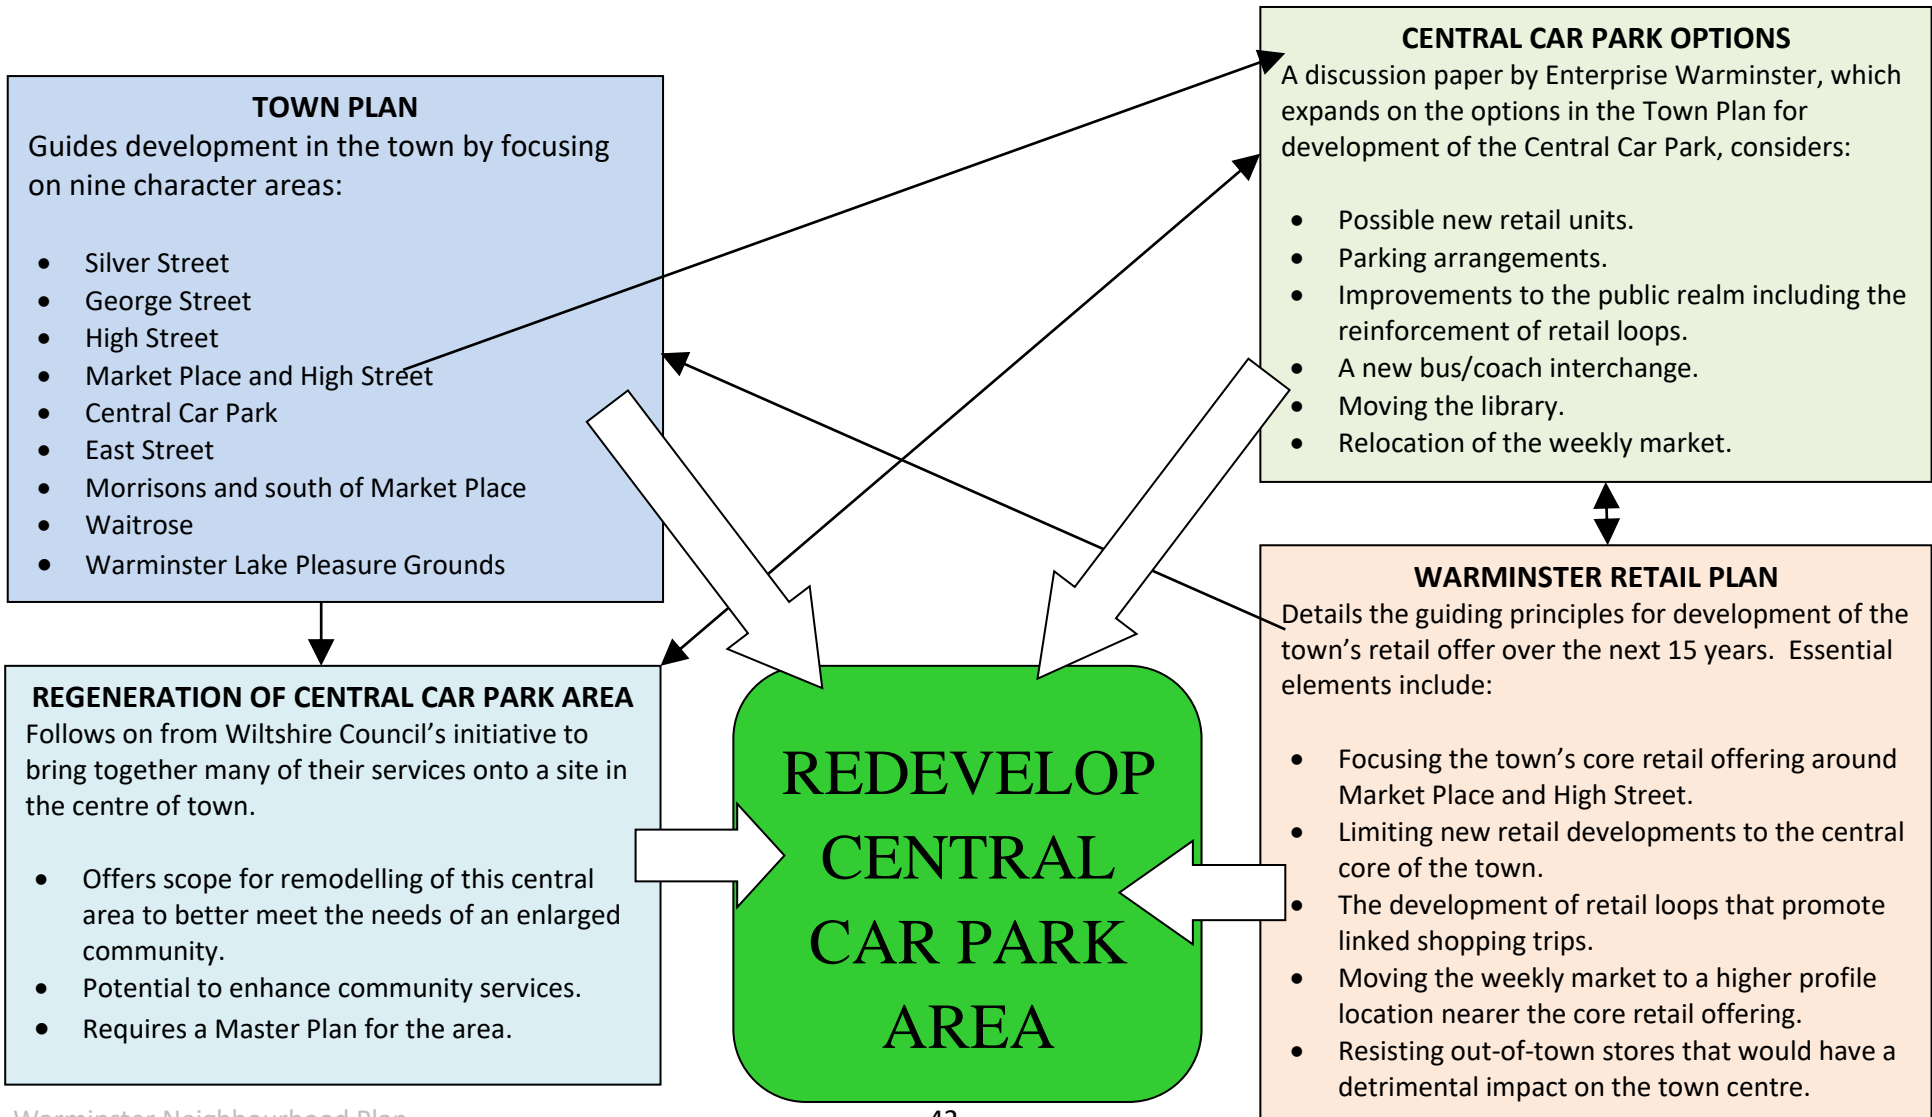 TOWN PLAN
Guides development in the town by focusing
on nine character areas:
• Silver Street
• George Street
• High Street
• Market Place and High Street
• Central Car Park
• East Street
• Morrisons and south of Market Place
• Waitrose
• Warminster Lake Pleasure Grounds
CENTRAL CAR PARK OPTIONS
A discussion paper by Enterprise Warminster, which
expands on the options in the Town Plan for
development of the Central Car Park, considers:
• Possible new retail units.
• Parking arrangements.
• Improvements to the public realm including the
reinforcement of retail loops.
• A new bus/coach interchange.
• Moving the library.
• Relocation of the weekly market.
REGENERATION OF CENTRAL CAR PARK AREA
Follows on from Wiltshire Council’s initiative to
bring together many of their services onto a site in
the centre of town.
• Offers scope for remodelling of this central
area to better meet the needs of an enlarged
community.
• Potential to enhance community services.
• Requires a Master Plan for the area.
REDEVELOP
CENTRAL
CAR PARK
AREA
WARMINSTER RETAIL PLAN
Details the guiding principles for development of the
town’s retail offer over the next 15 years.  Essential
elements include:
• Focusing the town’s core retail offering around
Market Place and High Street.
• Limiting new retail developments to the central
core of the town.
• The development of retail loops that promote
linked shopping trips.
• Moving the weekly market to a higher profile
location nearer the core retail offering.
• Resisting out-of-town stores that would have a
detrimental impact on the town centre.
Warminster Neighbourhood Plan
42